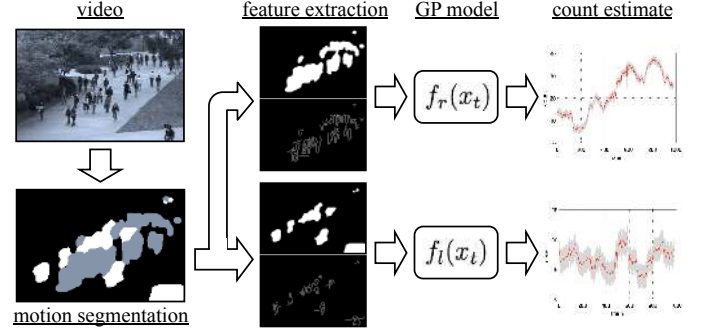 video
feature extraction
GP model
count estimate
f_r(x_t)
motion segmentation
f_l(x_t)